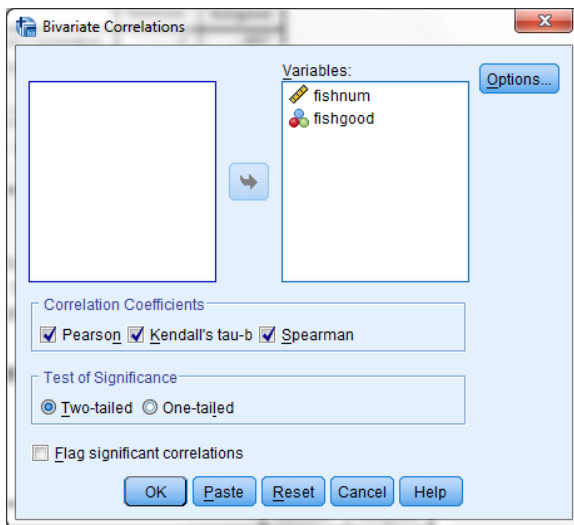 Bivariate Correlations
Variables:
fishnum
fishgood
Options...
Correlation Coefficients
Pearson Kendall's tau-b Spearman
Test of Significance
Two-tailed One-tailed
Flag significant correlations
OK Paste Reset Cancel Help